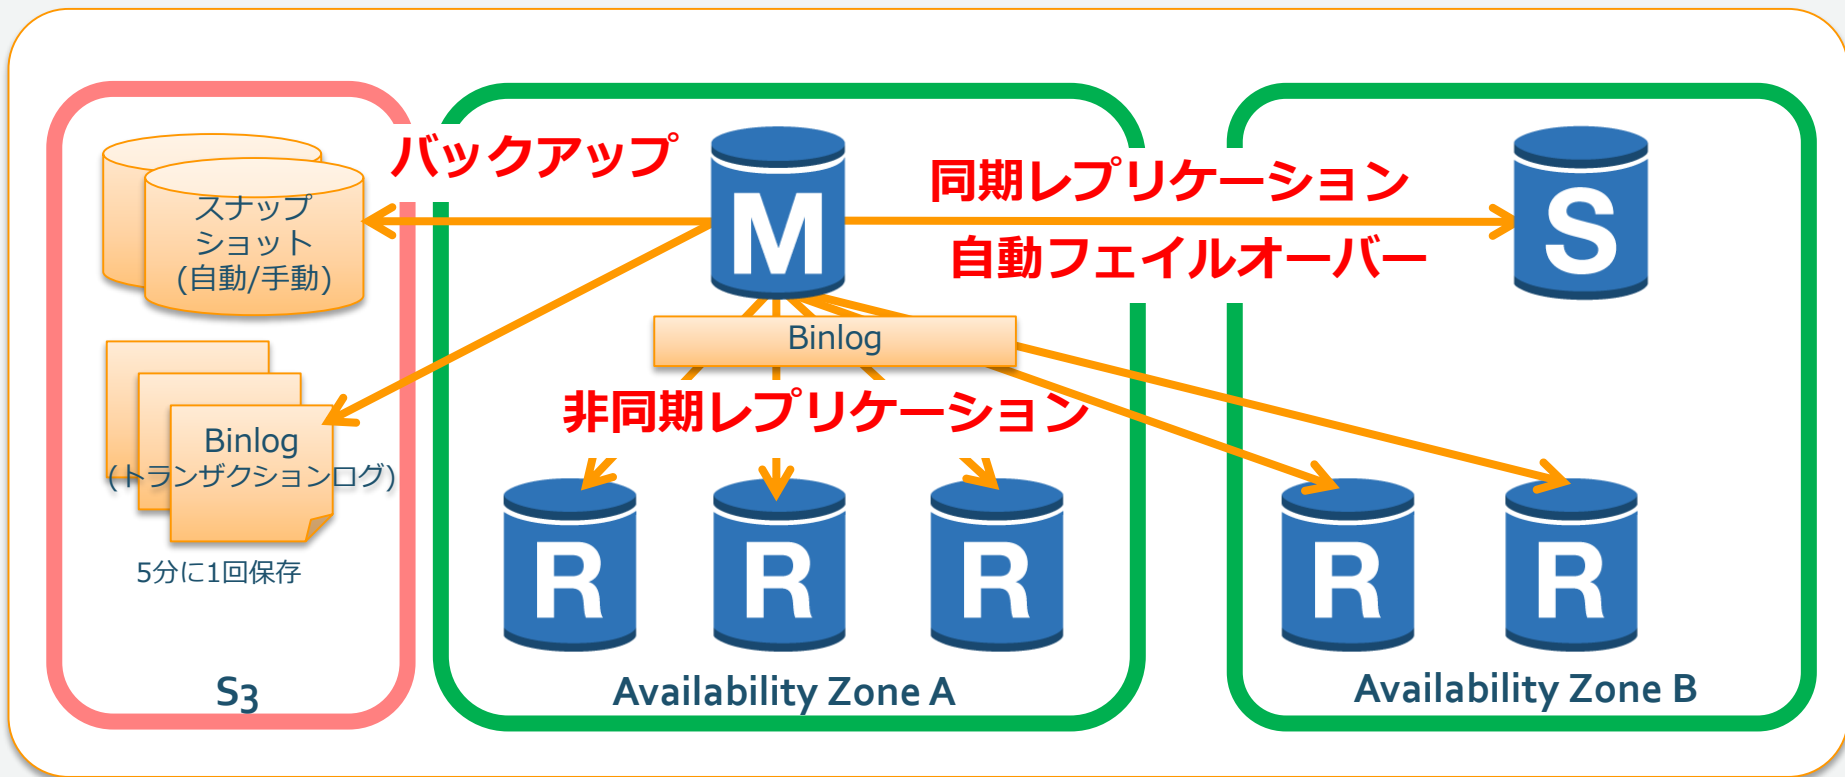 バックアップ
スナップ
ショット
(自動/手動)
Binlog
(トランザクションログ)
5分に1回保存
S3
M
同期レプリケーション
自動フェイルオーバー
S
Binlog
非同期レプリケーション
R
R
R
R
R
Availability Zone A
Availability Zone B